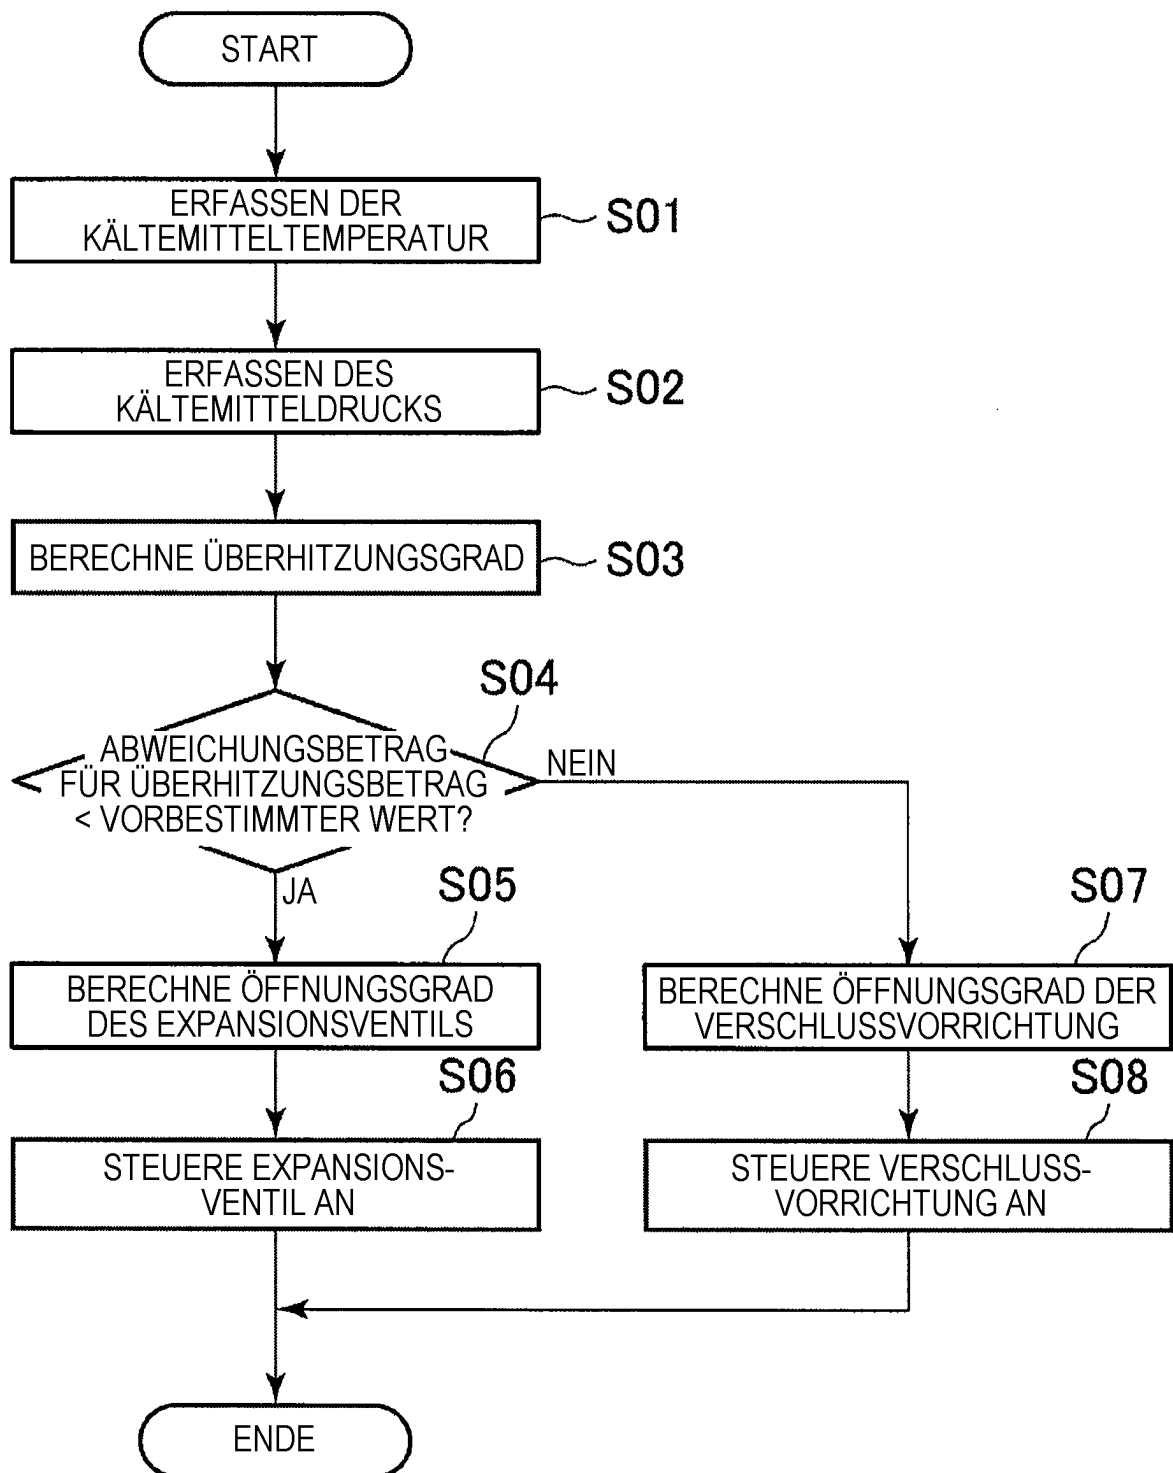 START
ERFASSEN DER
KÄLTEMITTELTEMPERATUR
S01
ERFASSEN DES
KÄLTEMITTELDRUCKS
S02
BERECHNE ÜBERHITZUNGSGRAD
S03
S04
ABWEICHUNGSBETRAG
FÜR ÜBERHITZUNGSBETRAG
< VORBESTIMMTER WERT?
NEIN
JA
S05
BERECHNE ÖFFNUNGSGRAD
DES EXPANSIONSVENTILS
S07
BERECHNE ÖFFNUNGSGRAD DER
VERSCHLUSSVORRICHTUNG
S06
STEUERE EXPANSIONS-
VENTIL AN
S08
STEUERE VERSCHLUSS-
VORRICHTUNG AN
ENDE